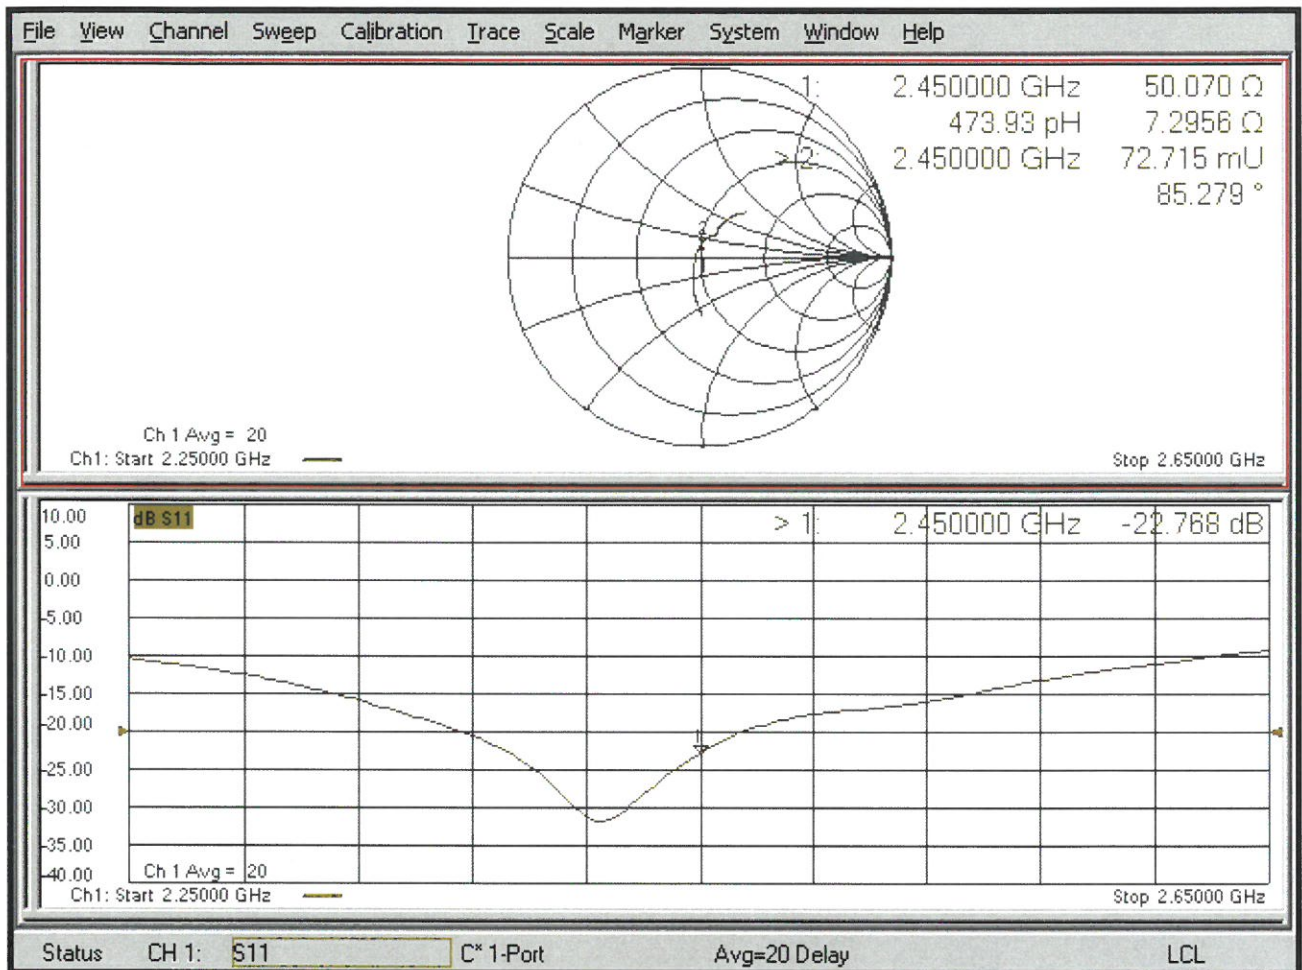 File View Channel Sweep Calibration Trace Scale Marker System Window Help
1: 2.450000 GHz 50.070 Ω
473.93 pH 7.2956 Ω
> 2: 2.450000 GHz 72.715 mU
85.279 °
Ch 1 Avg = 20
Ch1: Start 2.25000 GHz Stop 2.65000 GHz
10.00 dB S11 > 1: 2.450000 GHz -22.768 dB
5.00
0.00
-5.00
-10.00
-15.00
-20.00
-25.00
-30.00
-35.00
-40.00 Ch 1 Avg = 20
Ch1: Start 2.25000 GHz Stop 2.65000 GHz
Status CH 1: S11 C* 1-Port Avg=20 Delay LCL